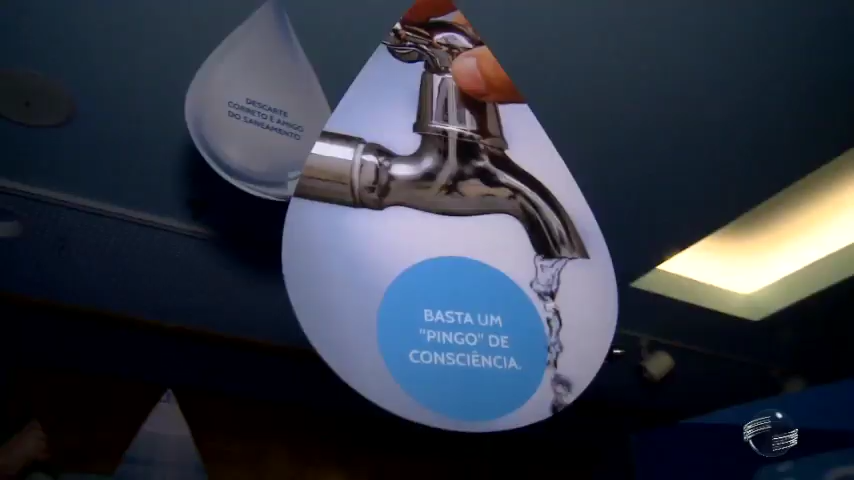 DESCARTE
CORRETO E AMIGO
DO SANEAMENTO
BASTA UM
"PINGO" DE
CONSCIÊNCIA.